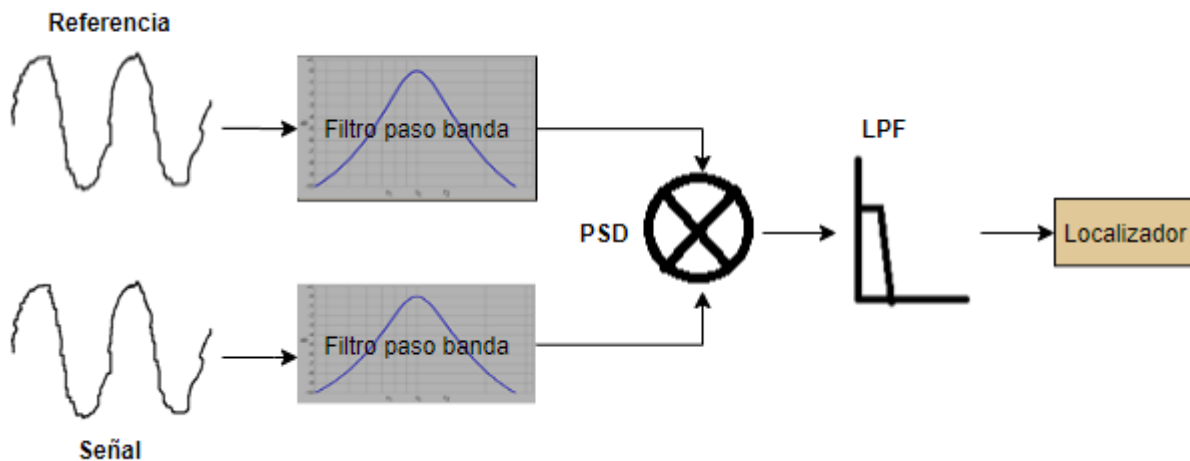 Referencia
Filtro paso banda
LPF
PSD
Localizador
Filtro paso banda
Señal